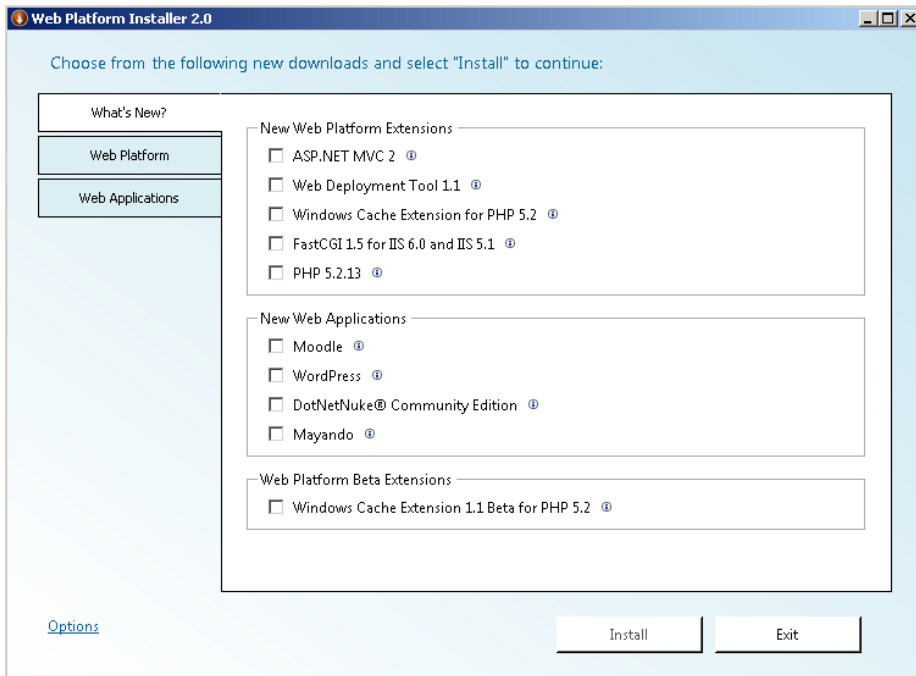 Web Platform Installer 2.0
Choose from the following new downloads and select "Install" to continue:
What's New?
Web Platform
Web Applications
New Web Platform Extensions
ASP.NET MVC 2
Web Deployment Tool 1.1
Windows Cache Extension for PHP 5.2
FastCGI 1.5 for IIS 6.0 and IIS 5.1
PHP 5.2.13
New Web Applications
Moodle
WordPress
DotNetNuke® Community Edition
Mayando
Web Platform Beta Extensions
Windows Cache Extension 1.1 Beta for PHP 5.2
Options
Install
Exit